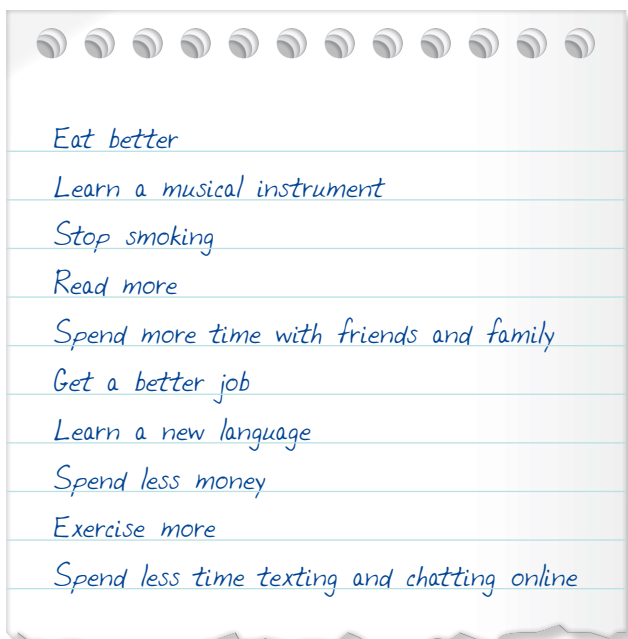 Eat better
Learn a musical instrument
Stop smoking
Read more
Spend more time with friends and family
Get a better job
Learn a new language
Spend less money
Exercise more
Spend less time texting and chatting online